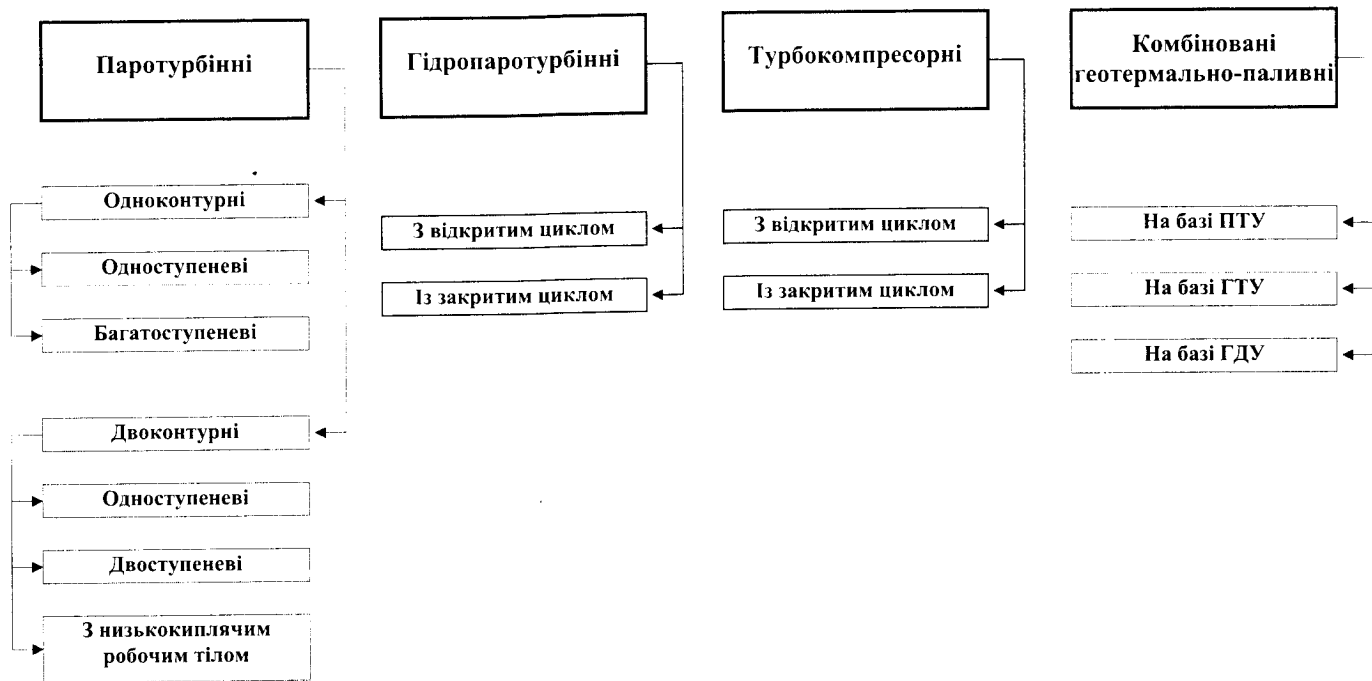 Паротурбінні
Одноконтурні
Одноступеневі
Багатоступеневі
Двоконтурні
Одноступеневі
Двоступеневі
З низькокиплячим
робочим тілом
Гідропаротурбінні
З відкритим циклом
Із закритим циклом
Турбокомпресорні
З відкритим циклом
Із закритим циклом
Комбіновані
геотермально-паливні
На базі ПТУ
На базі ГТУ
На базі ГДУ